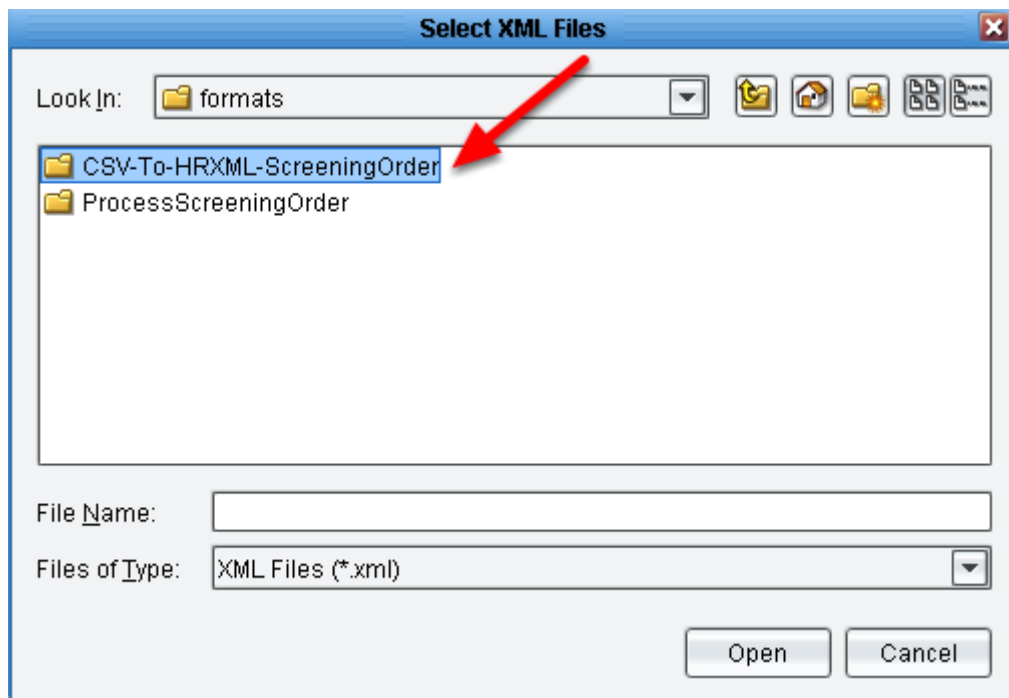 Select XML Files
Look In: formats
CSV-To-HRXML-ScreeningOrder
ProcessScreeningOrder
File Name:
Files of Type: XML Files (*.xml)
Open Cancel